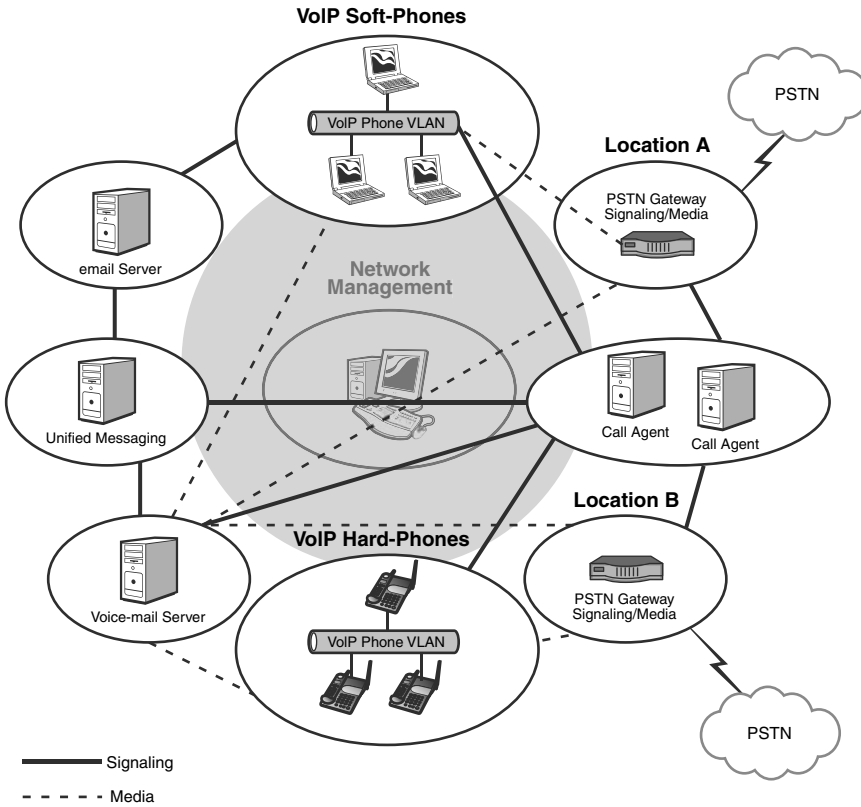 VoIP Soft-Phones
PSTN
VoIP Phone VLAN
Location A
PSTN Gateway
Signaling/Media
email Server
Network
Management
Unified Messaging
Call Agent
Call Agent
Location B
VoIP Hard-Phones
PSTN Gateway
Signaling/Media
Voice-mail Server
VoIP Phone VLAN
PSTN
Signaling
Media